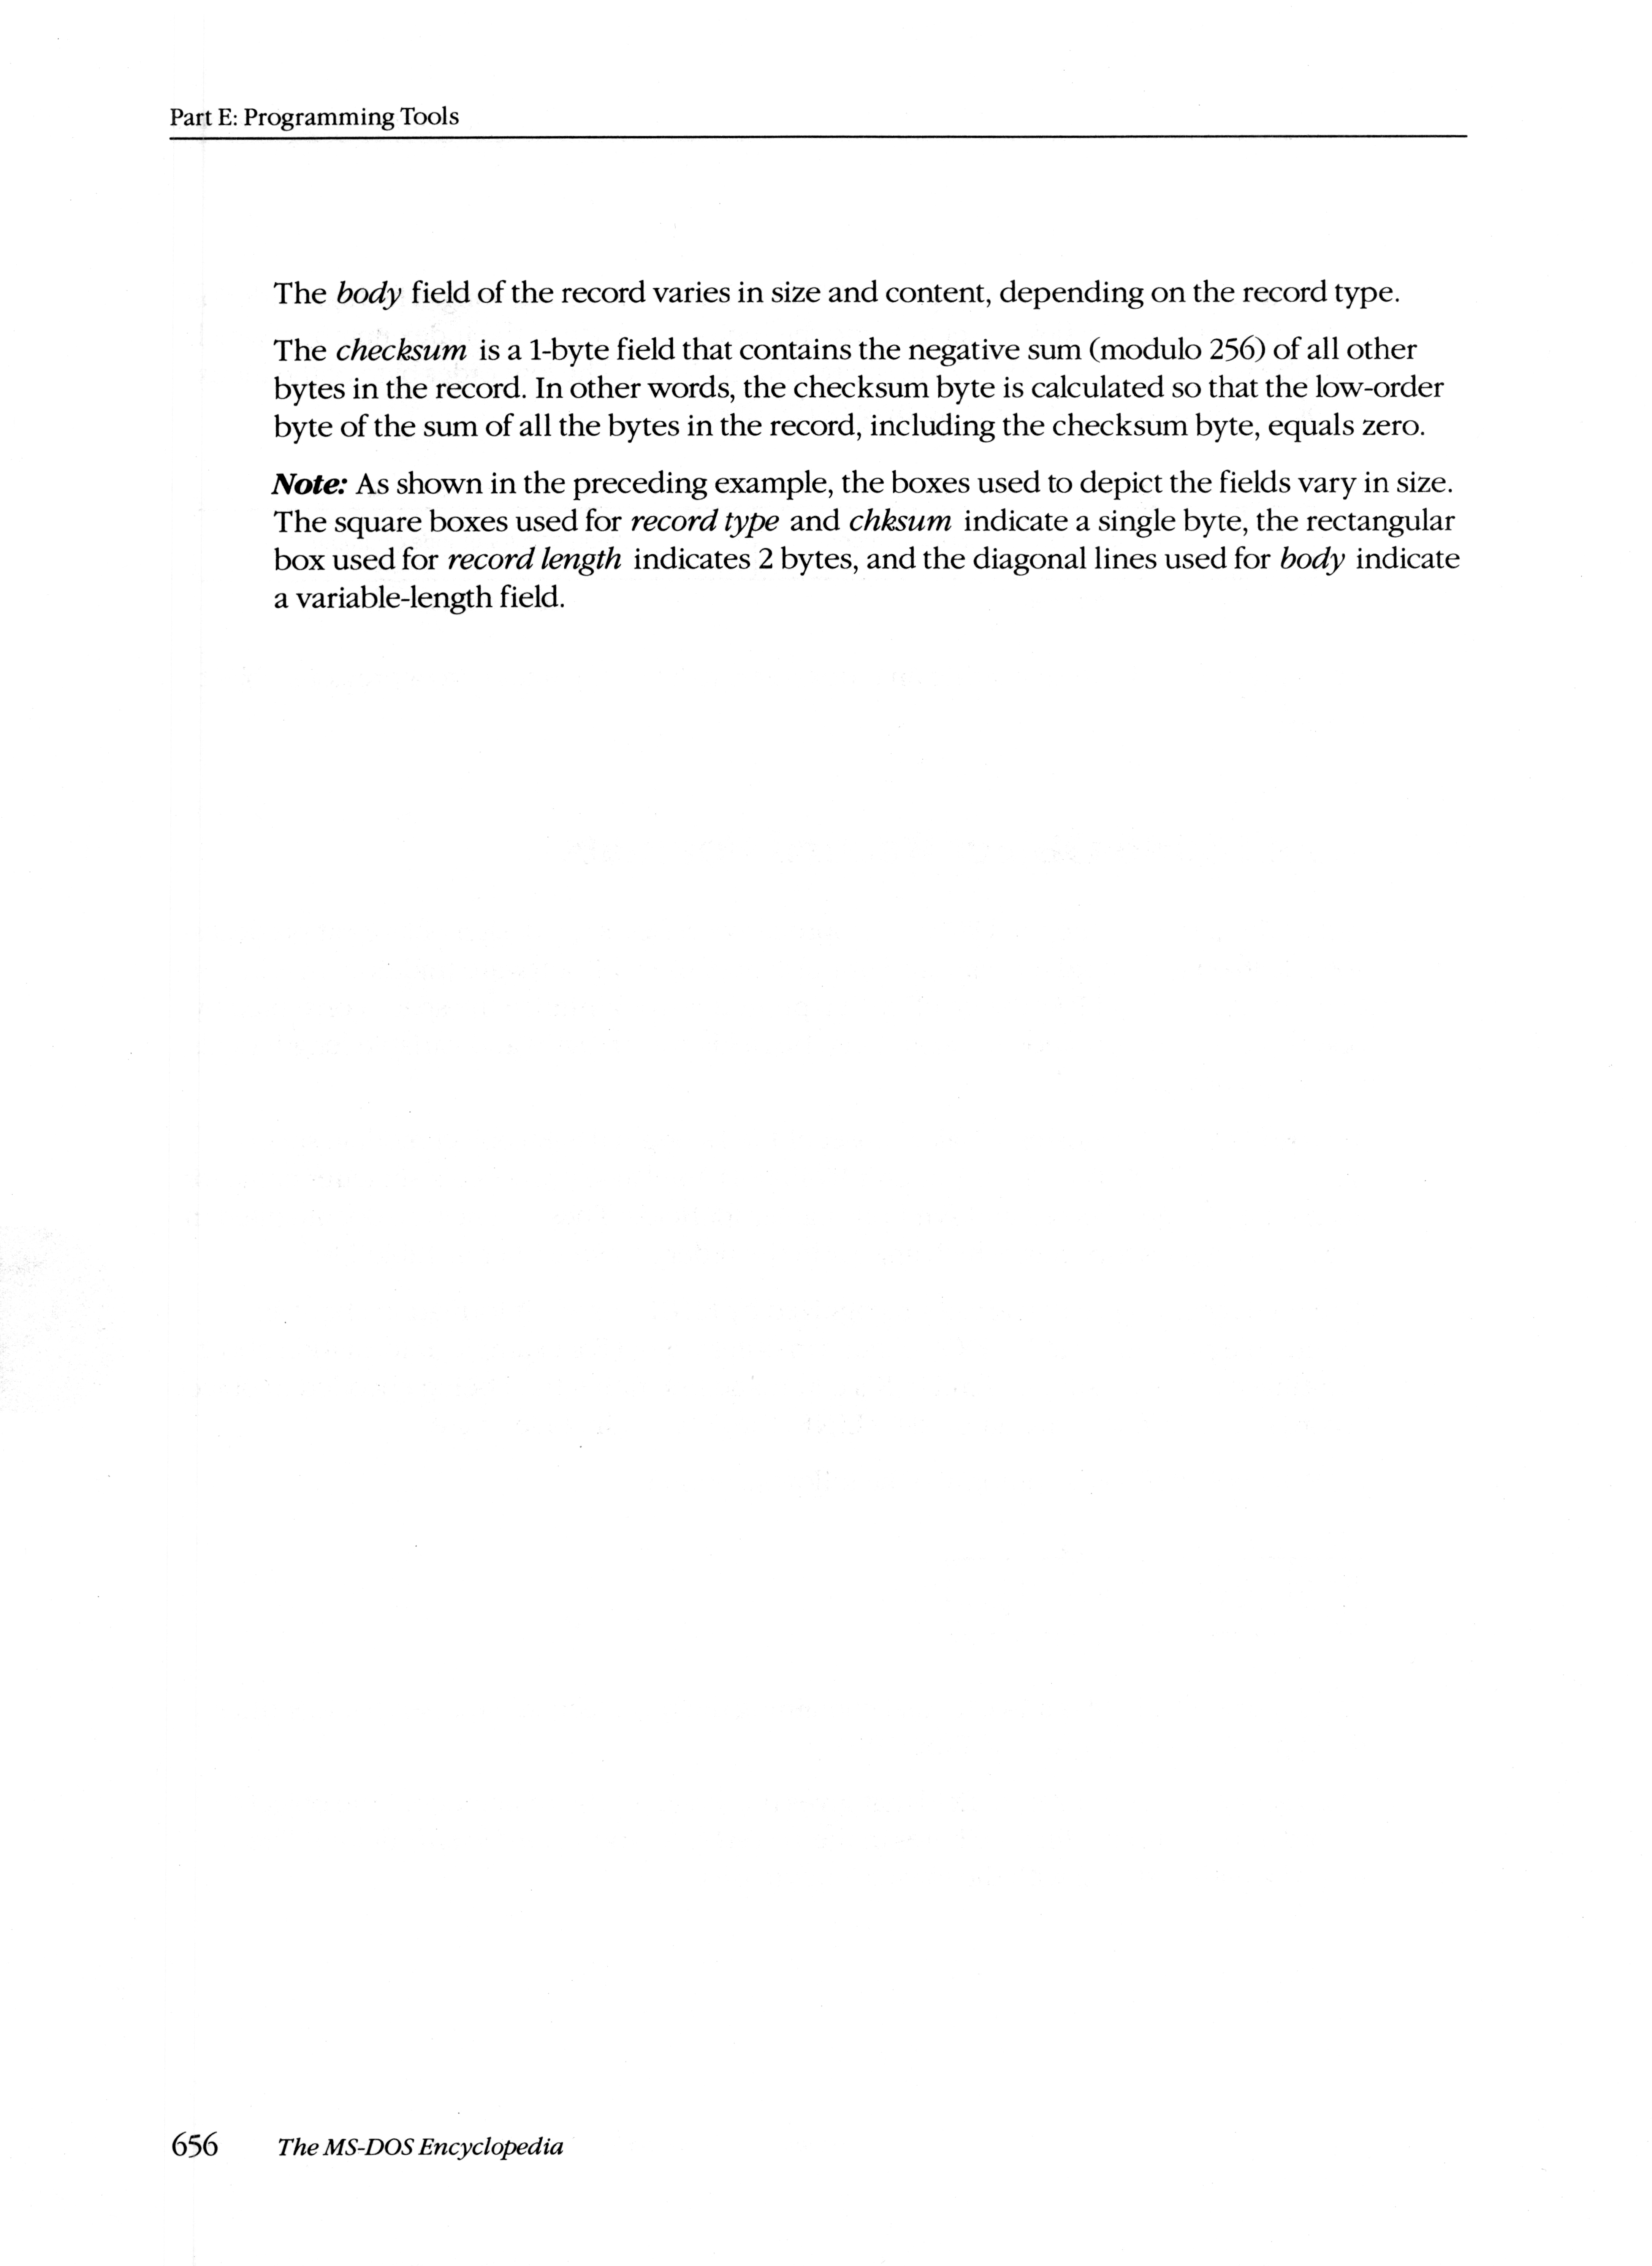 Part E: Programming Tools
The body field of the record varies in size and content, depending on the record type.
The checksum is a 1-byte field that contains the negative sum (modulo 256) of all other
bytes in the record. In other words, the checksum byte is calculated so that the low-order
byte of the sum of all the bytes in the record, including the checksum byte, equals zero.
Note: As shown in the preceding example, the boxes used to depict the fields vary in size.
The square boxes used for record type and chksum indicate a single byte, the rectangular
box used for record length indicates 2 bytes, and the diagonal lines used for body indicate
a variable-length field.
656 The MS-DOS Encyclopedia